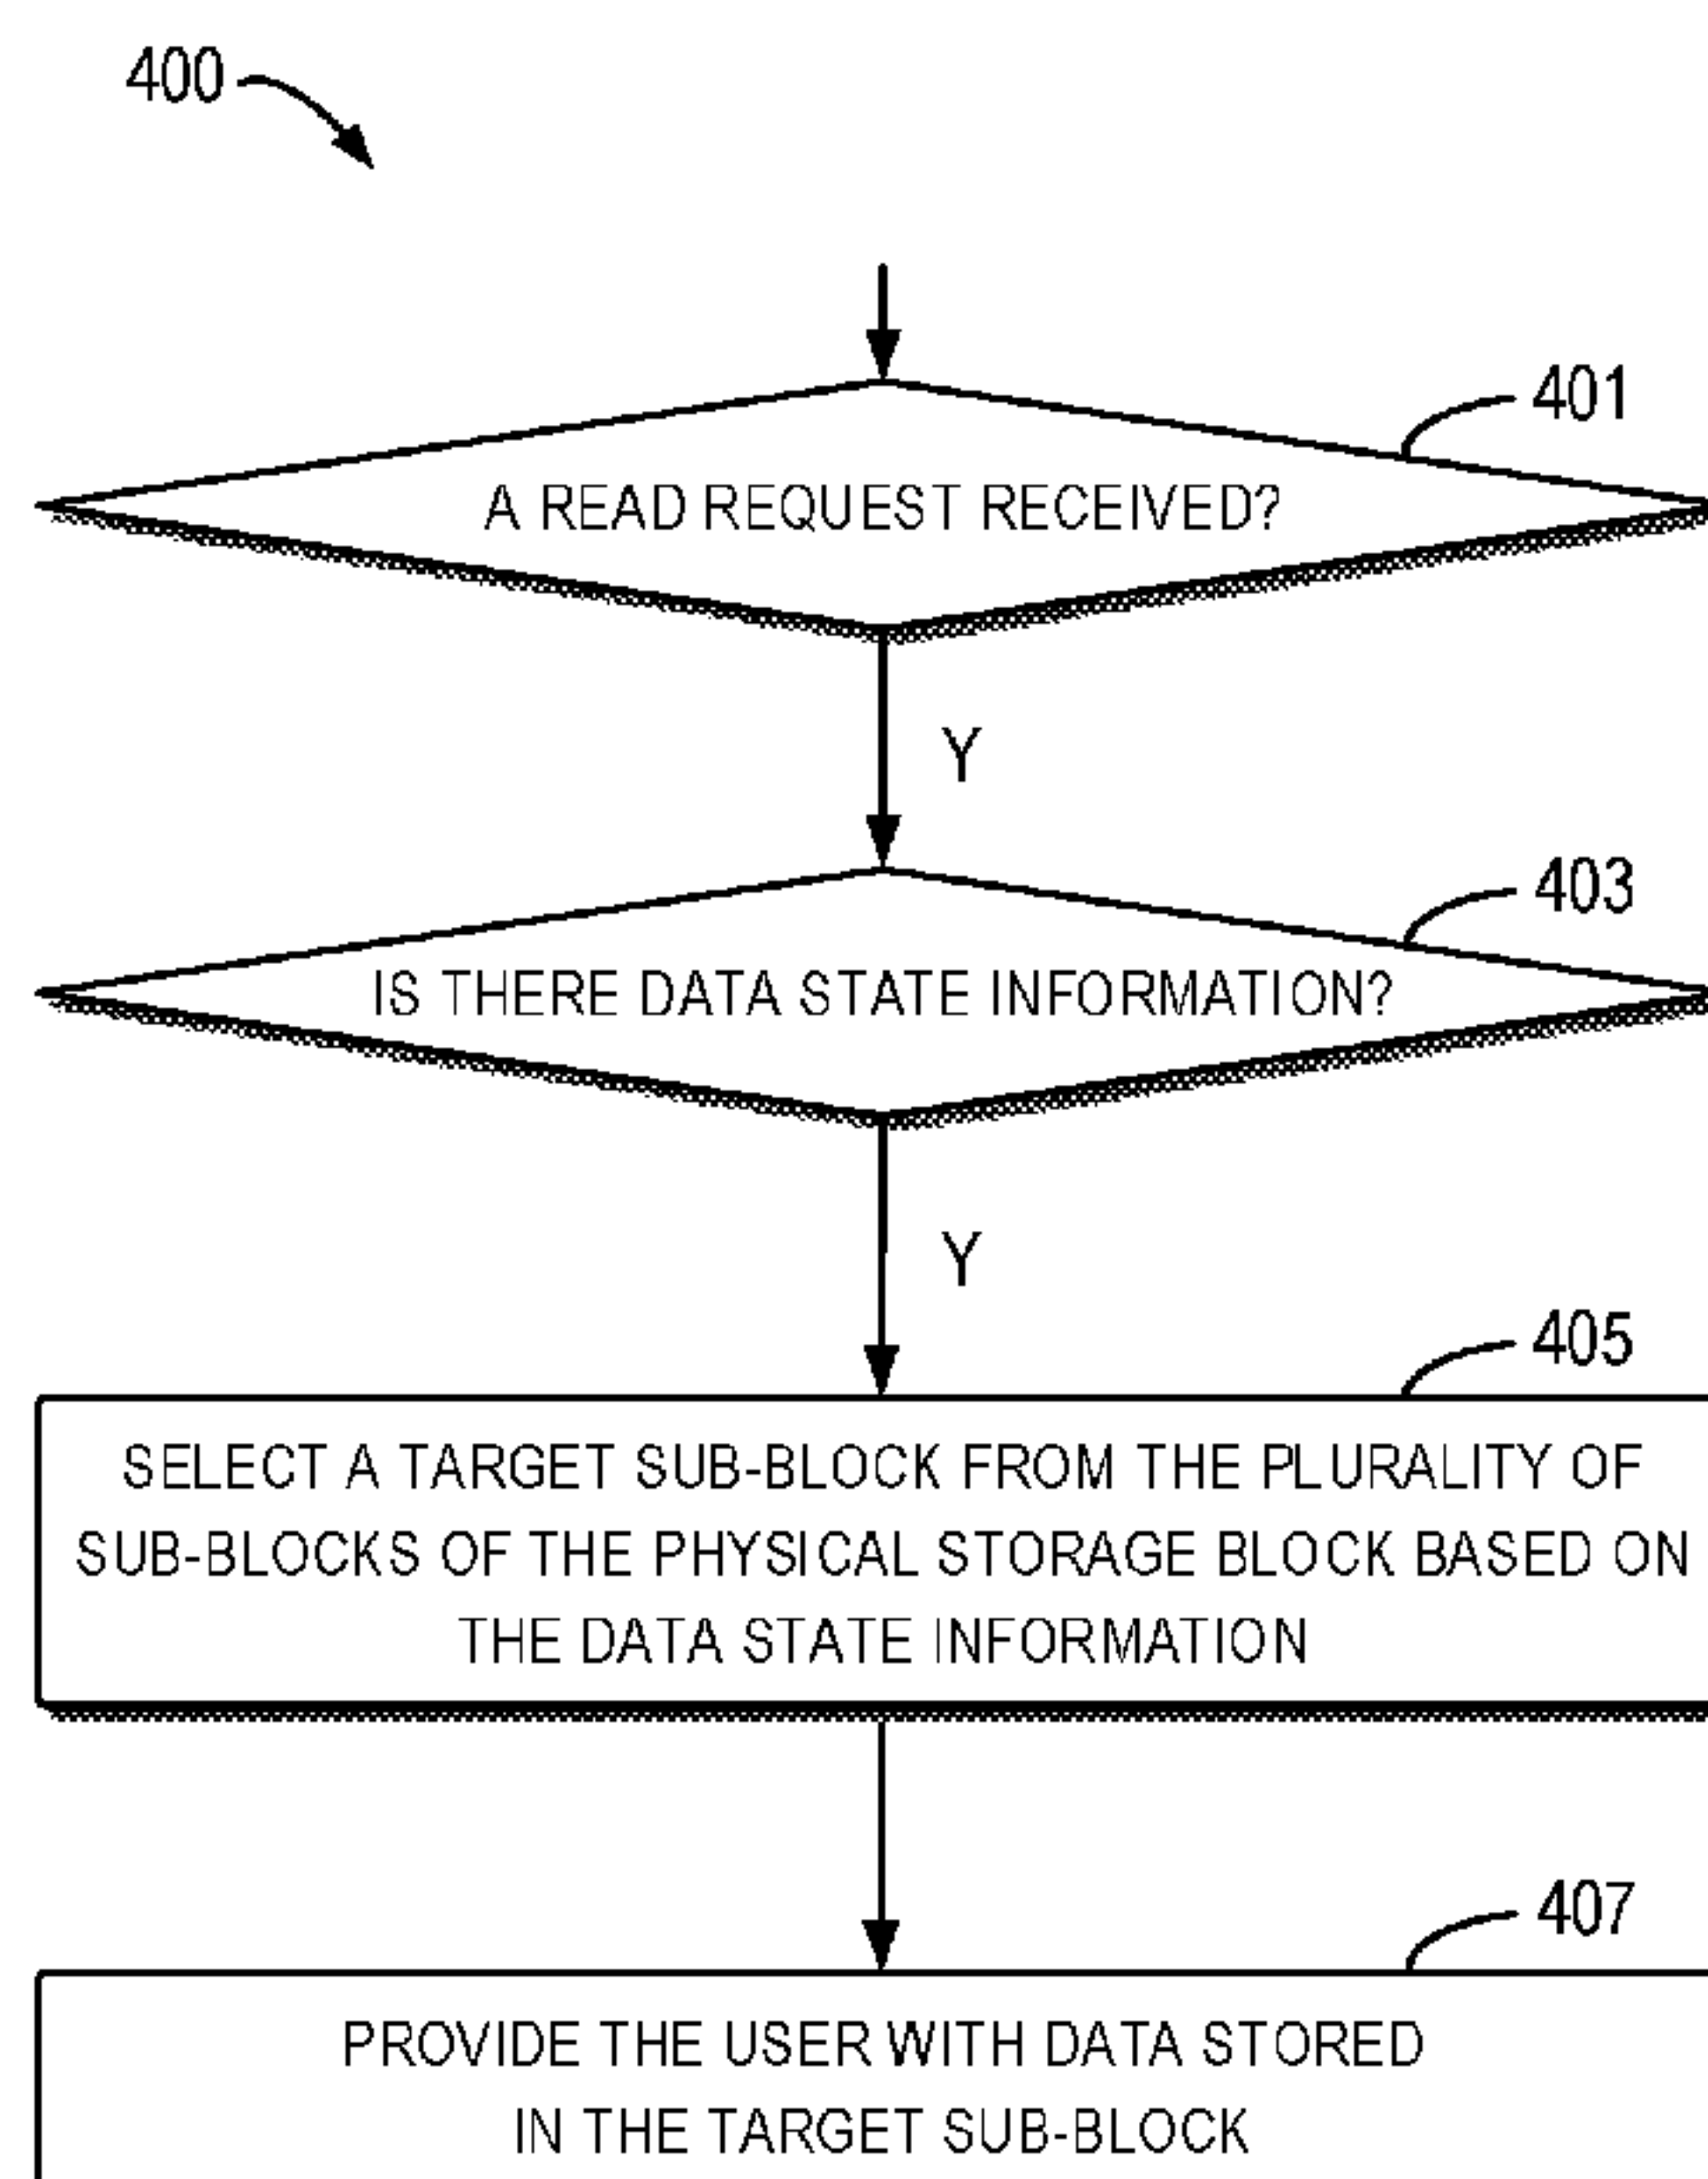 400
401
A READ REQUEST RECEIVED?
Y
403
IS THERE DATA STATE INFORMATION?
Y
405
SELECT A TARGET SUB-BLOCK FROM THE PLURALITY OF
SUB-BLOCKS OF THE PHYSICAL STORAGE BLOCK BASED ON
THE DATA STATE INFORMATION
407
PROVIDE THE USER WITH DATA STORED
IN THE TARGET SUB-BLOCK